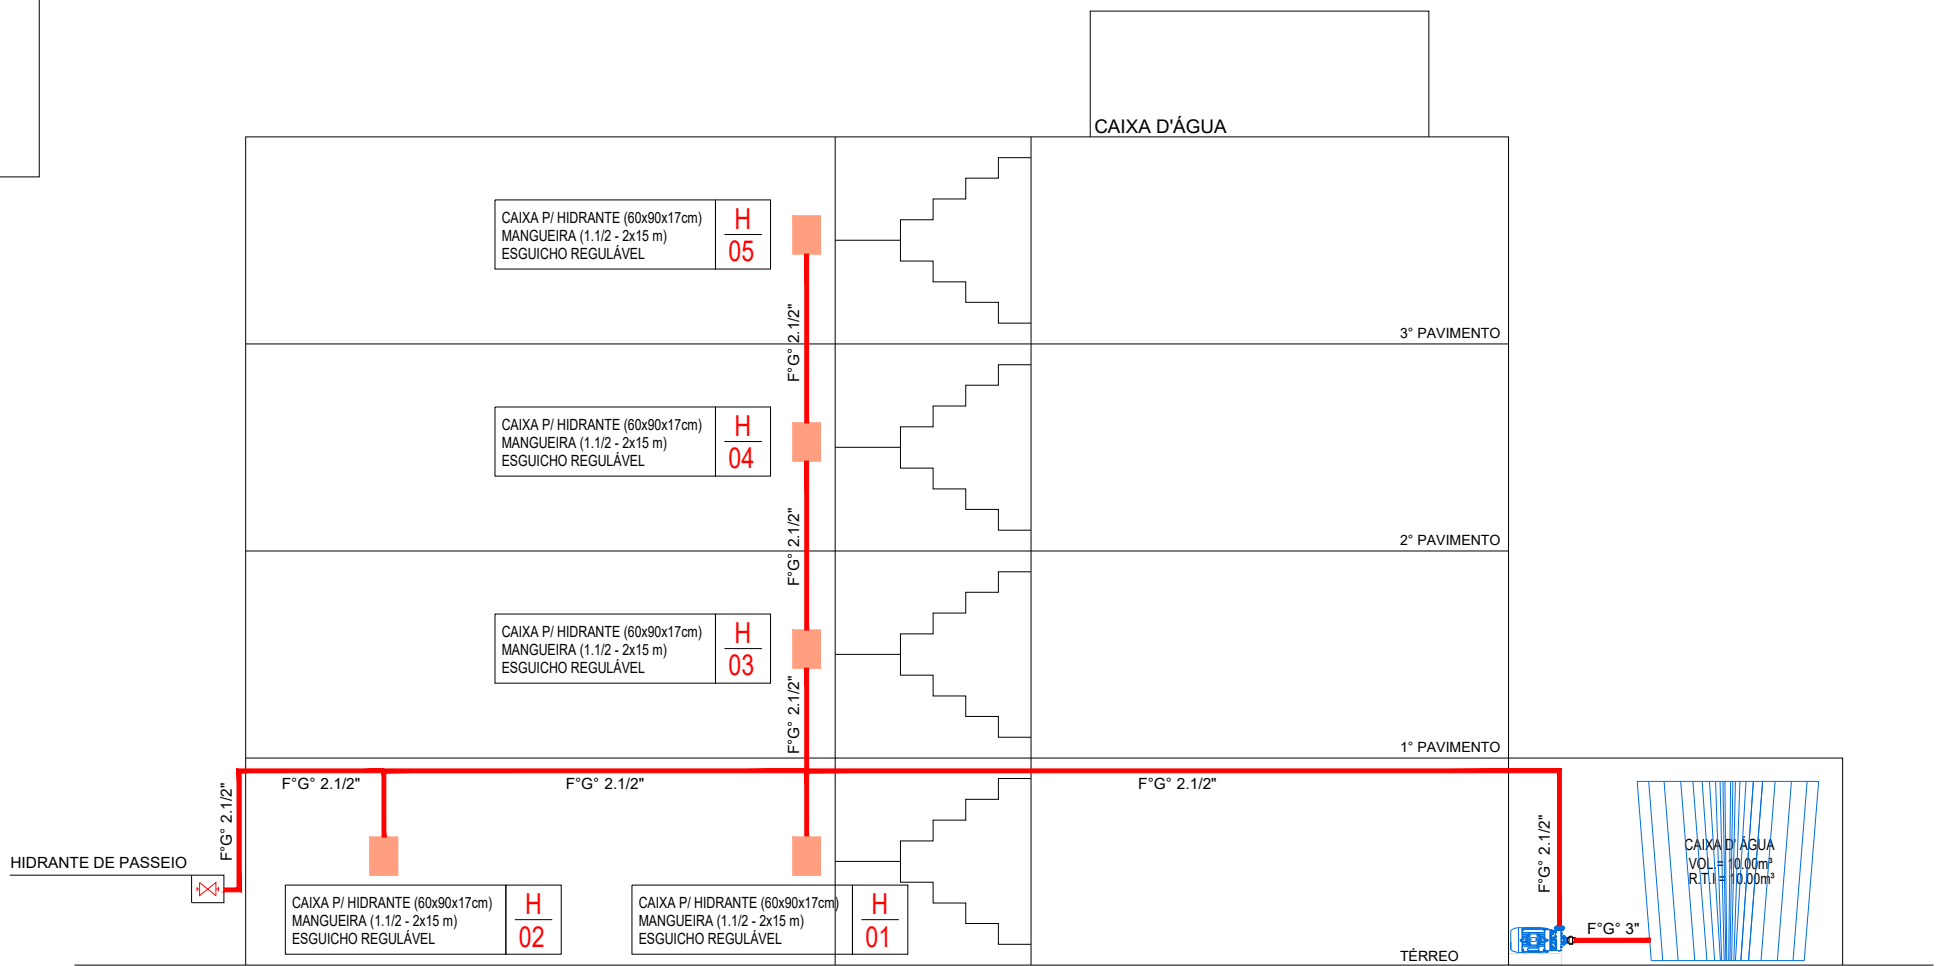 CAIXA D'ÁGUA
CAIXA P/ HIDRANTE (60x90x17cm)
MANGUEIRA (1.1/2 - 2x15 m)
ESGUICHO REGULÁVEL
H
05
F°G° 2.1/2"
3° PAVIMENTO
CAIXA P/ HIDRANTE (60x90x17cm)
MANGUEIRA (1.1/2 - 2x15 m)
ESGUICHO REGULÁVEL
H
04
F°G° 2.1/2"
2° PAVIMENTO
CAIXA P/ HIDRANTE (60x90x17cm)
MANGUEIRA (1.1/2 - 2x15 m)
ESGUICHO REGULÁVEL
H
03
F°G° 2.1/2"
1° PAVIMENTO
F°G° 2.1/2"
F°G° 2.1/2"
F°G° 2.1/2"
F°G° 2.1/2"
F°G° 2.1/2"
HIDRANTE DE PASSEIO
CAIXA D' ÁGUA
VOL.= 10.00m³
R.T.I = 10.00m³
CAIXA P/ HIDRANTE (60x90x17cm)
MANGUEIRA (1.1/2 - 2x15 m)
ESGUICHO REGULÁVEL
H
02
CAIXA P/ HIDRANTE (60x90x17cm)
MANGUEIRA (1.1/2 - 2x15 m)
ESGUICHO REGULÁVEL
H
01
F°G° 3"
TÉRREO